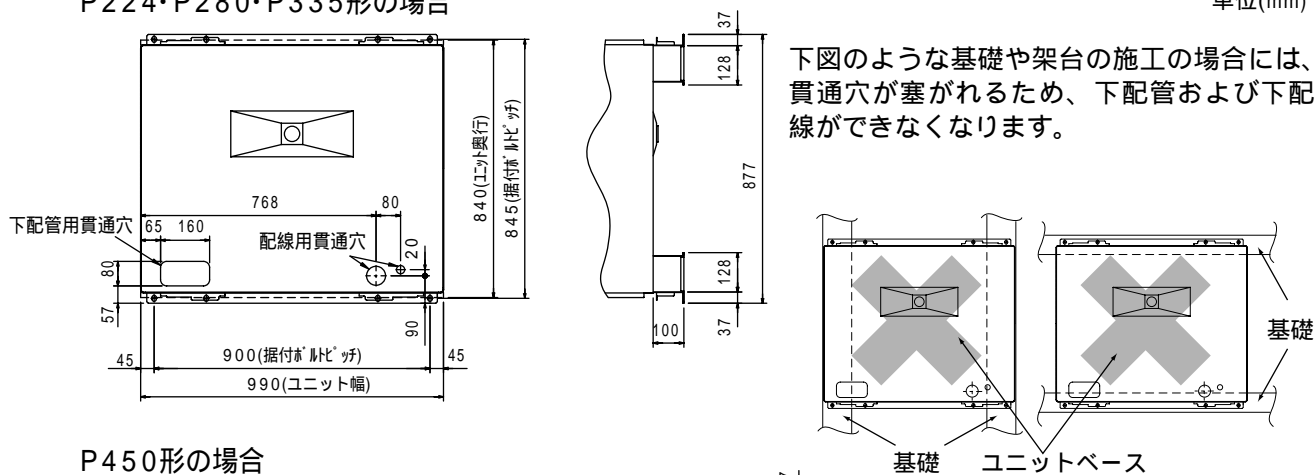 P224・P280・P335形の場合
単位(mm)
下図のような基礎や架台の施工の場合には、
貫通穴が塞がれるため、下配管および下配
線ができなくなります。
768
80
下配管用貫通穴
65
160
配線用貫通穴
80
57
20
90
45
900(据付ボルトピッチ)
45
990(ユニット幅)
840(ユニット奥行)
845(据付ボルトピッチ)
37
128
877
128
37
100
基礎
基礎
ユニットベース
P450形の場合